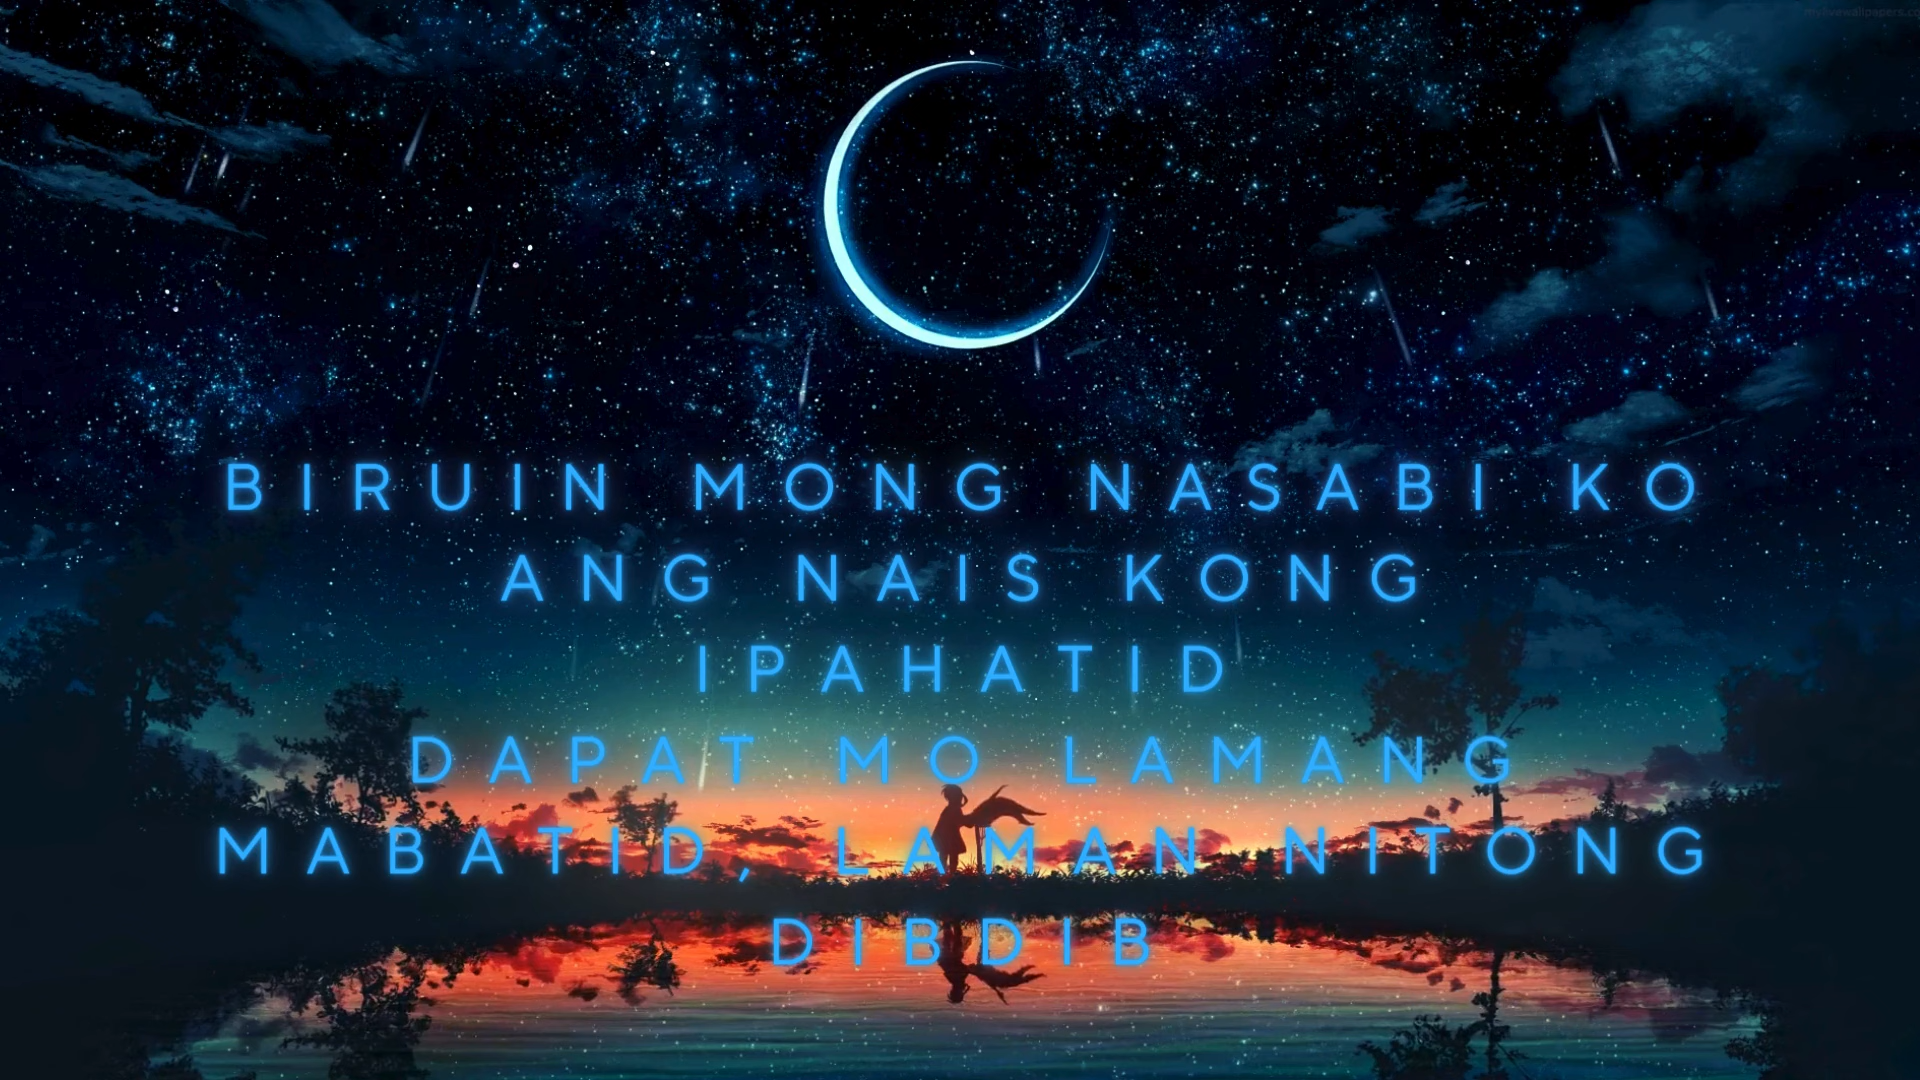 BIRUIN MONG NASABI KO
ANG NAIS KONG
IPAHATID
DAPAT MO LAMANG
MABATID, LAMAN NITONG
DIBDIB